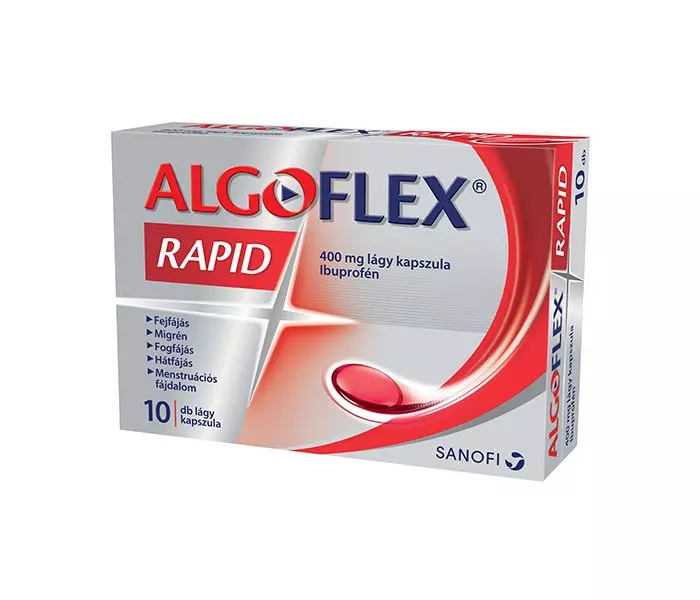 RAPID
ALGOFLEX®
RAPID
400 mg lágy kapszula
Ibuprofén
▶Fejfájás
▶Migrén
▶Fogfájás
▶Hátfájás
▶Menstruációs
fájdalom
10 db lágy
kapszula
SANOFI
ALGOFLEX® RAPID 10 db
400 mg lágy kapszula
Ibuprofén